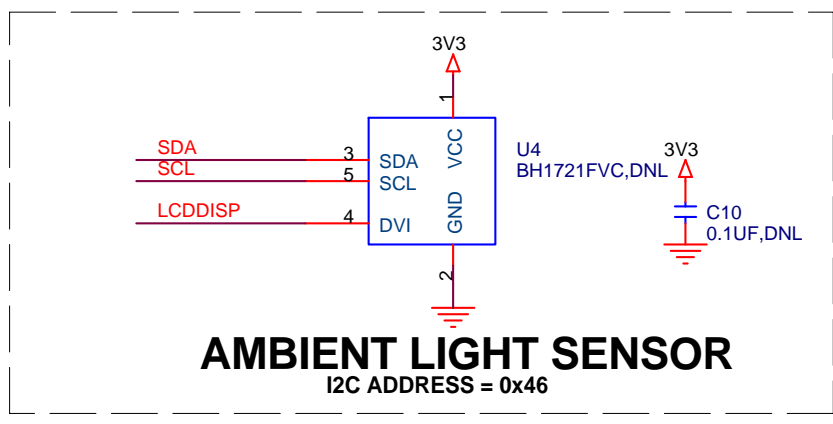 3V3
1
VCC
U4
BH1721FVC,DNL
3V3
SDA
3
SDA
SCL
5
SCL
LCDDISP
4
DVI
GND
C10
0.1UF,DNL
2
AMBIENT LIGHT SENSOR
I2C ADDRESS = 0x46